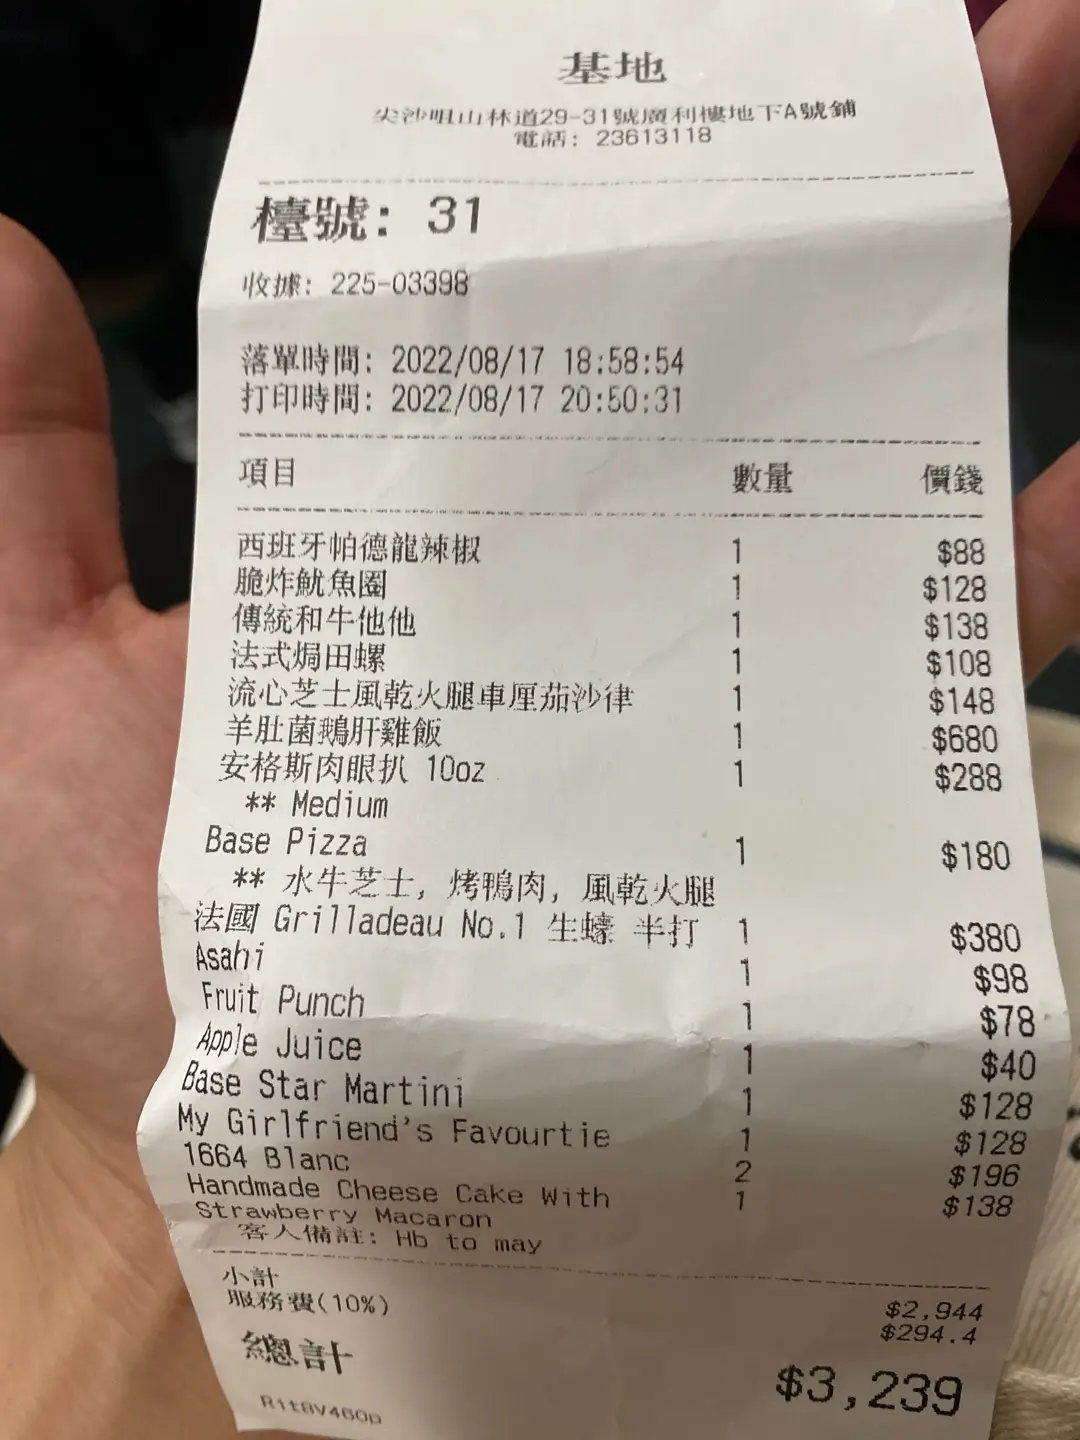 基地
尖沙咀山林道29-31號廣利樓地下A號鋪
電話: 23613118
檯號: 31
收據: 225-03398
落單時間: 2022/08/17 18:58:54
打印時間: 2022/08/17 20:50:31
項目 數量 價錢
西班牙帕德龍辣椒 1 $88
脆炸魷魚圈 1 $128
傳統和牛他他 1 $138
法式焗田螺 1 $108
流心芝士風乾火腿車厘茄沙律 1 $148
羊肚菌鵝肝雞飯 1 $680
安格斯肉眼扒 10oz 1 $288
** Medium
Base Pizza 1 $180
** 水牛芝士, 烤鴨肉, 風乾火腿
法國 Grilladeau No.1 生蠔 半打 1 $380
Asahi 1 $98
Fruit Punch 1 $78
Apple Juice 1 $40
Base Star Martini 1 $128
My Girlfriend's Favourtie 1 $128
1664 Blanc 2 $196
Handmade Cheese Cake With 1 $138
Strawberry Macaron
客人備註: Hb to may
小計 $2,944
服務費(10%) $294.4
總計 $3,239
Rit8V460p